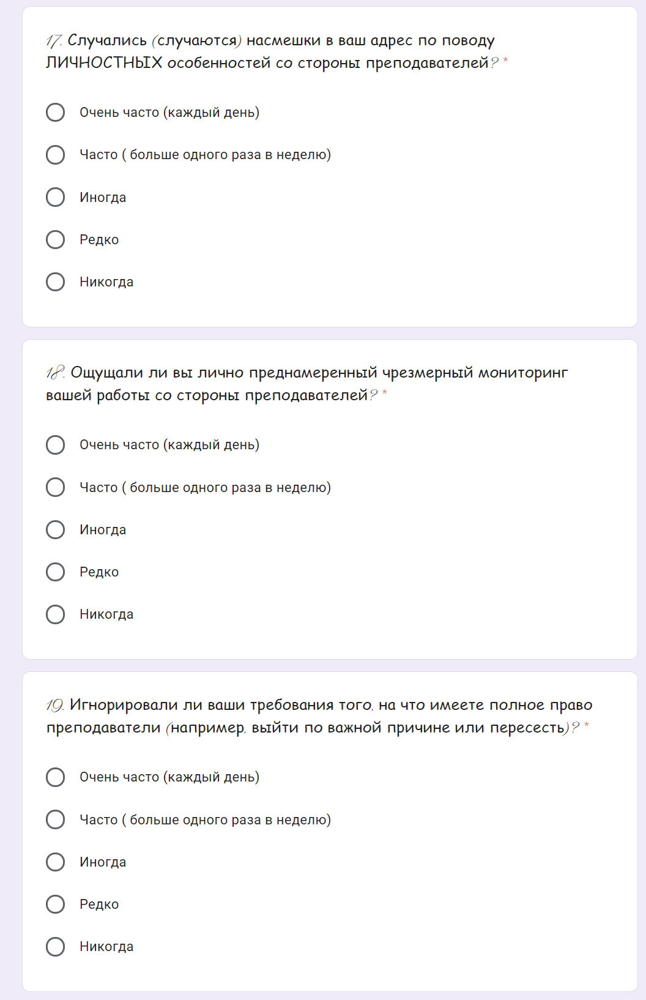 17. Случались (случаются) насмешки в ваш адрес по поводу
ЛИЧНОСТНЫХ особенностей со стороны преподавателей? *
Очень часто (каждый день)
Часто ( больше одного раза в неделю)
Иногда
Редко
Никогда
18. Ощущали ли вы лично преднамеренный чрезмерный мониторинг
вашей работы со стороны преподавателей? *
Очень часто (каждый день)
Часто ( больше одного раза в неделю)
Иногда
Редко
Никогда
19. Игнорировали ли ваши требования того, на что имеете полное право
преподаватели (например, выйти по важной причине или пересесть)? *
Очень часто (каждый день)
Часто ( больше одного раза в неделю)
Иногда
Редко
Никогда